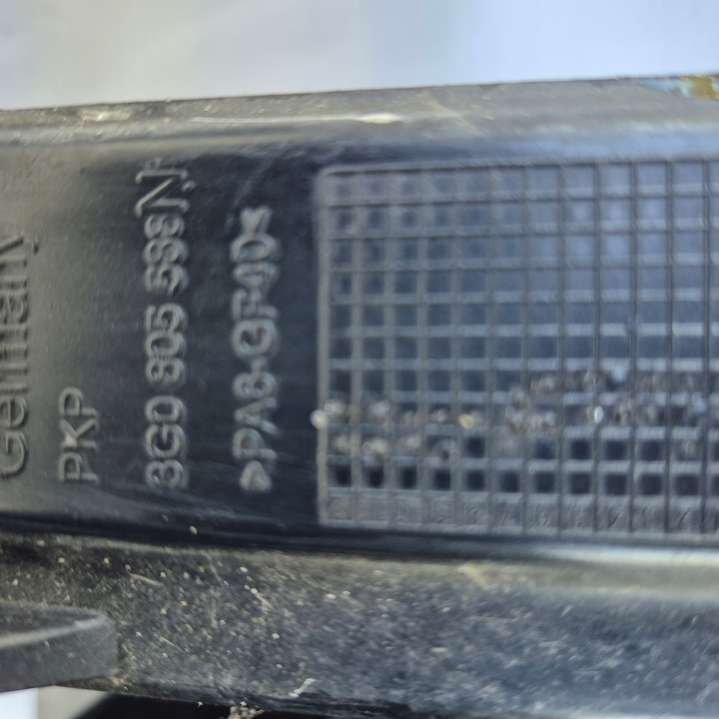 Germany
PKP
3G0 805 588 N
>PA6-GF40<